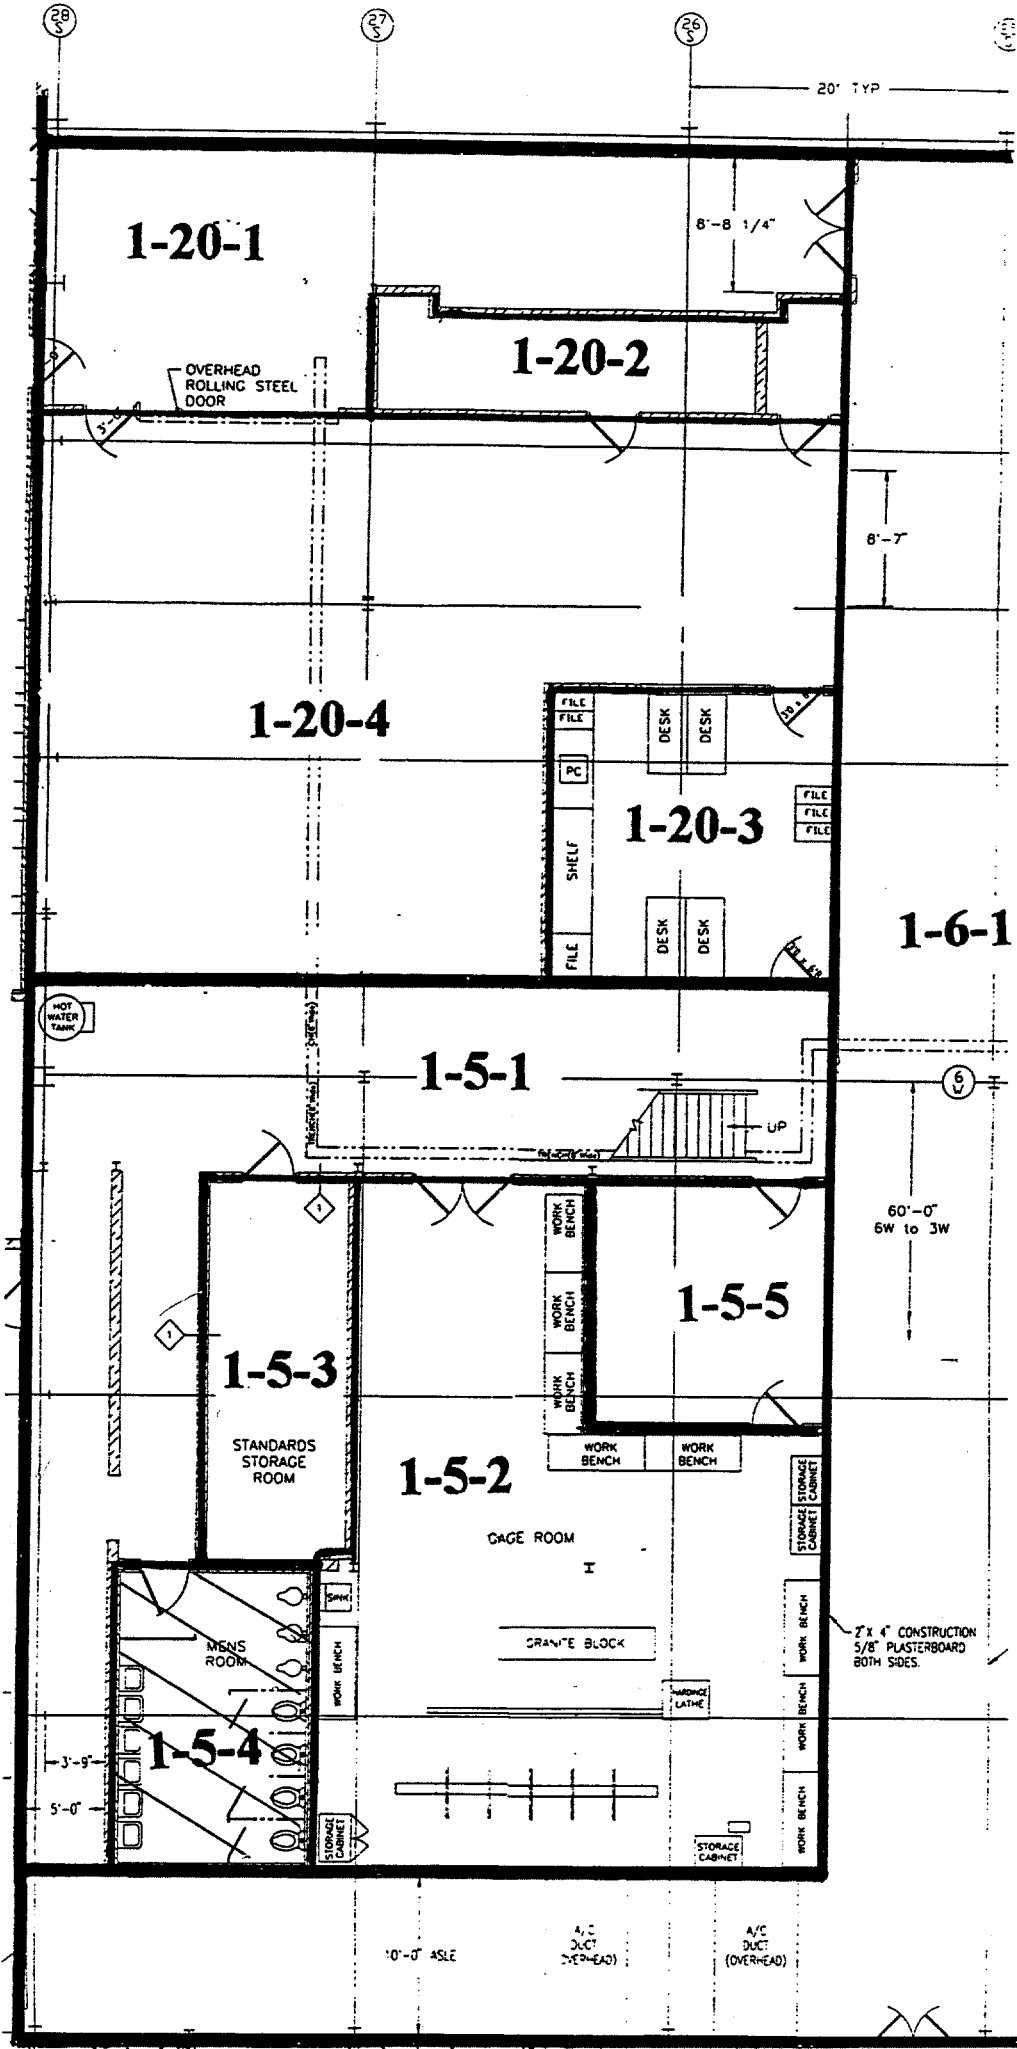 28
S
27
S
26
S
20' TYP
8'-8 1/4"
1-20-1
1-20-2
OVERHEAD
ROLLING STEEL
DOOR
8'-7"
1-20-4
FILE
FILE
DESK
DESK
PC
FILE
FILE
FILE
1-20-3
SHELF
FILE
DESK
DESK
1-6-1
HOT
WATER
TANK
1-5-1
6
W
UP
1
60'-0"
6W to 3W
WORK
BENCH
WORK
BENCH
WORK
BENCH
1-5-5
1
1-5-3
STANDARDS
STORAGE
ROOM
1-5-2
WORK
BENCH
WORK
BENCH
STORAGE
CABINET
STORAGE
CABINET
GAGE ROOM
SINK
MENS
ROOM
WORK BENCH
GRANITE BLOCK
WORK BENCH
2" X 4" CONSTRUCTION
5/8" PLASTERBOARD
BOTH SIDES.
HARDINGE
LATHE
WORK BENCH
1-5-4
3'-9"
5'-0"
STORAGE
CABINET
STORAGE
CABINET
WORK BENCH
10'-0" ASLE
A/C
DUCT
(OVERHEAD)
A/C
DUCT
(OVERHEAD)